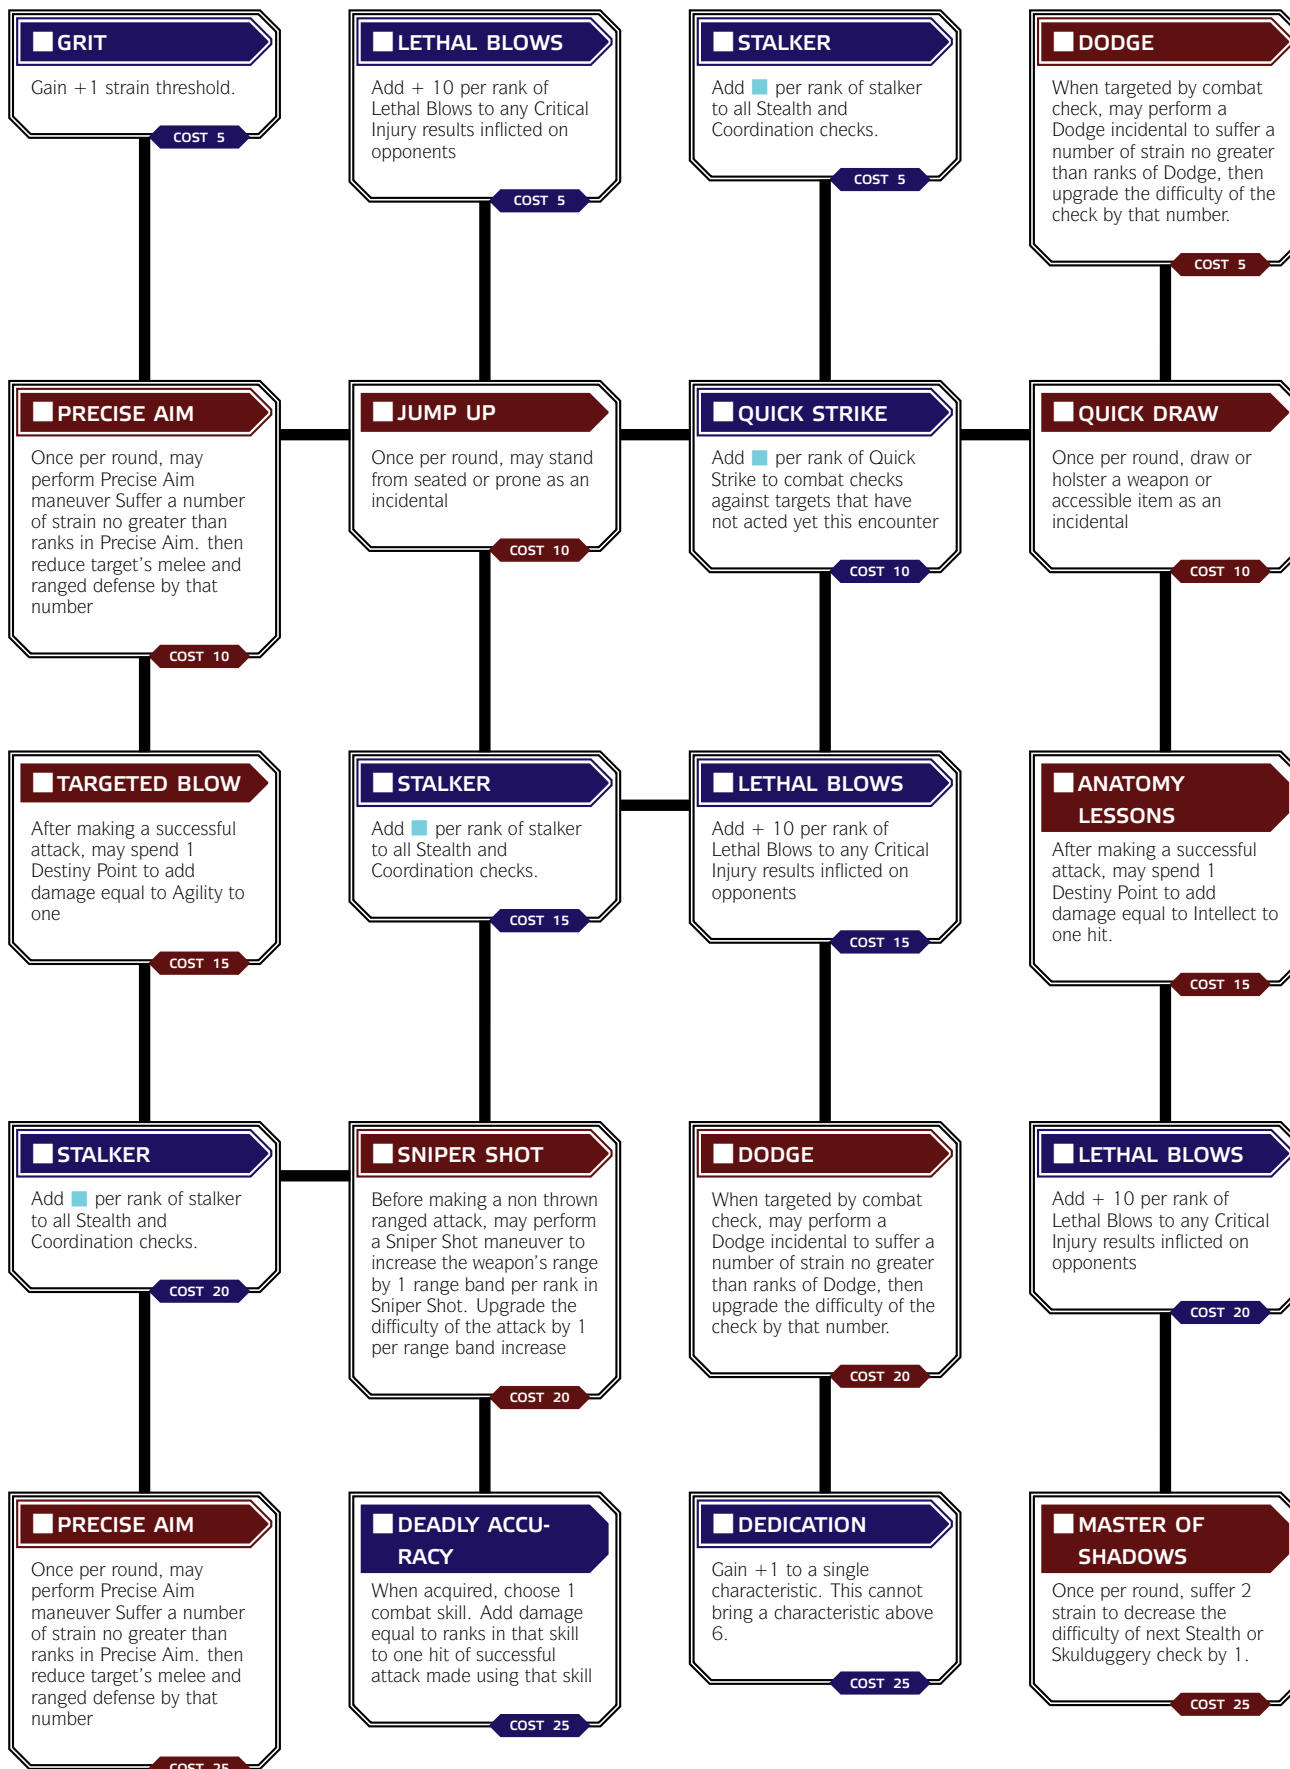 GRIT
Gain +1 strain threshold.
COST 5
LETHAL BLOWS
Add + 10 per rank of
Lethal Blows to any Critical
Injury results inflicted on
opponents
COST 5
STALKER
Add per rank of stalker
to all Stealth and
Coordination checks.
COST 5
DODGE
When targeted by combat
check, may perform a
Dodge incidental to suffer a
number of strain no greater
than ranks of Dodge, then
upgrade the difficulty of the
check by that number.
COST 5
PRECISE AIM
Once per round, may
perform Precise Aim
maneuver Suffer a number
of strain no greater than
ranks in Precise Aim. then
reduce target's melee and
ranged defense by that
number
COST 10
JUMP UP
Once per round, may stand
from seated or prone as an
incidental
COST 10
QUICK STRIKE
Add per rank of Quick
Strike to combat checks
against targets that have
not acted yet this encounter
COST 10
QUICK DRAW
Once per round, draw or
holster a weapon or
accessible item as an
incidental
COST 10
TARGETED BLOW
After making a successful
attack, may spend 1
Destiny Point to add
damage equal to Agility to
one
COST 15
STALKER
Add per rank of stalker
to all Stealth and
Coordination checks.
COST 15
LETHAL BLOWS
Add + 10 per rank of
Lethal Blows to any Critical
Injury results inflicted on
opponents
COST 15
ANATOMY
LESSONS
After making a successful
attack, may spend 1
Destiny Point to add
damage equal to Intellect to
one hit.
COST 15
STALKER
Add per rank of stalker
to all Stealth and
Coordination checks.
COST 20
SNIPER SHOT
Before making a non thrown
ranged attack, may perform
a Sniper Shot maneuver to
increase the weapon's range
by 1 range band per rank in
Sniper Shot. Upgrade the
difficulty of the attack by 1
per range band increase
COST 20
DODGE
When targeted by combat
check, may perform a
Dodge incidental to suffer a
number of strain no greater
than ranks of Dodge, then
upgrade the difficulty of the
check by that number.
COST 20
LETHAL BLOWS
Add + 10 per rank of
Lethal Blows to any Critical
Injury results inflicted on
opponents
COST 20
PRECISE AIM
Once per round, may
perform Precise Aim
maneuver Suffer a number
of strain no greater than
ranks in Precise Aim. then
reduce target's melee and
ranged defense by that
number
COST 25
DEADLY ACCU-
RACY
When acquired, choose 1
combat skill. Add damage
equal to ranks in that skill
to one hit of successful
attack made using that skill
COST 25
DEDICATION
Gain +1 to a single
characteristic. This cannot
bring a characteristic above
6.
COST 25
MASTER OF
SHADOWS
Once per round, suffer 2
strain to decrease the
difficulty of next Stealth or
Skulduggery check by 1.
COST 25